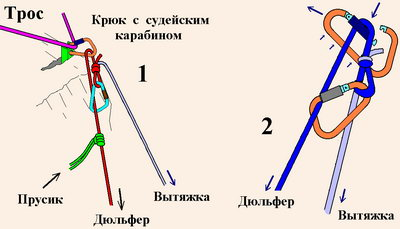 Трос
Крюк с судейским
карабином
1
2
Прусик
Вытяжка
Дюльфер
Дюльфер
Вытяжка